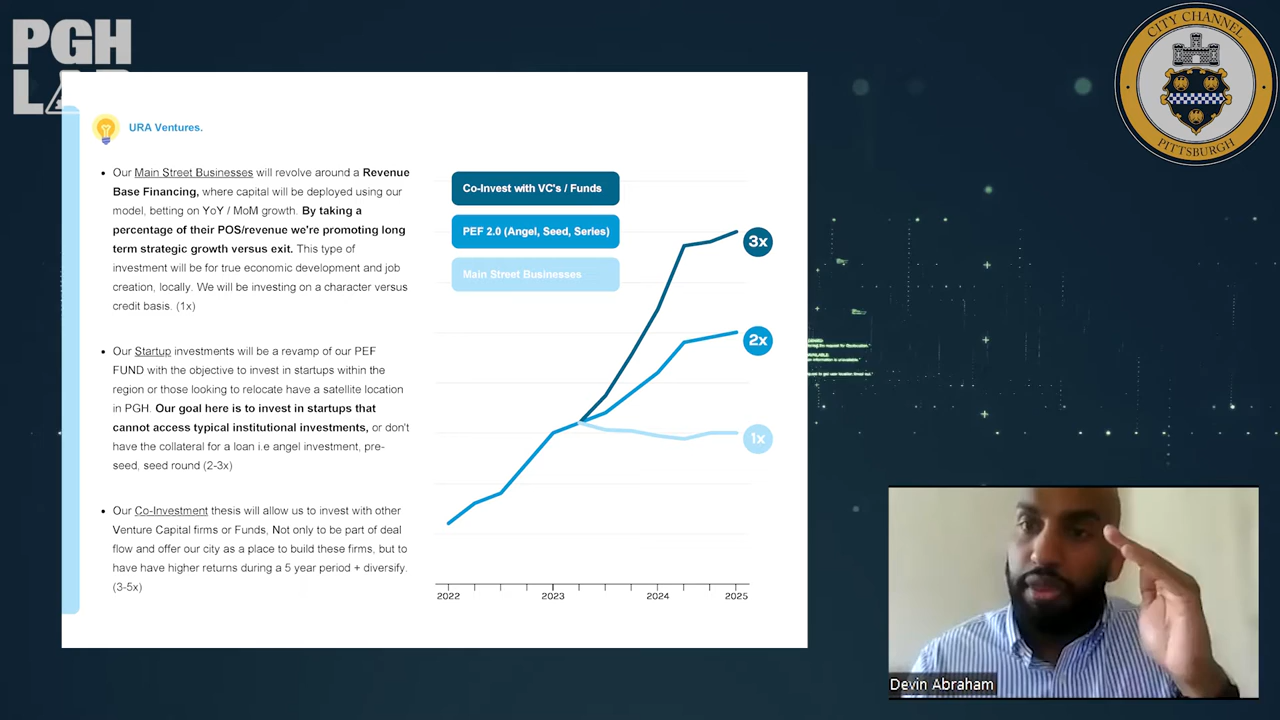 PGH
LAB
CITY CHANNEL
PITTSBURGH
URA Ventures.
• Our Main Street Businesses will revolve around a Revenue
Base Financing, where capital will be deployed using our
model, betting on YoY / MoM growth. By taking a
percentage of their POS/revenue we're promoting long
term strategic growth versus exit. This type of
investment will be for true economic development and job
creation, locally. We will be investing on a character versus
credit basis. (1x)
• Our Startup investments will be a revamp of our PEF
FUND with the objective to invest in startups within the
region or those looking to relocate have a satellite location
in PGH. Our goal here is to invest in startups that
cannot access typical institutional investments, or don't
have the collateral for a loan i.e angel investment, pre-
seed, seed round (2-3x)
• Our Co-Investment thesis will allow us to invest with other
Venture Capital firms or Funds, Not only to be part of deal
flow and offer our city as a place to build these firms, but to
have have higher returns during a 5 year period + diversify.
(3-5x)
Co-Invest with VC's / Funds
PEF 2.0 (Angel, Seed, Series)
Main Street Businesses
3x
2x
1x
2022
2023
2024
2025
Devin Abraham